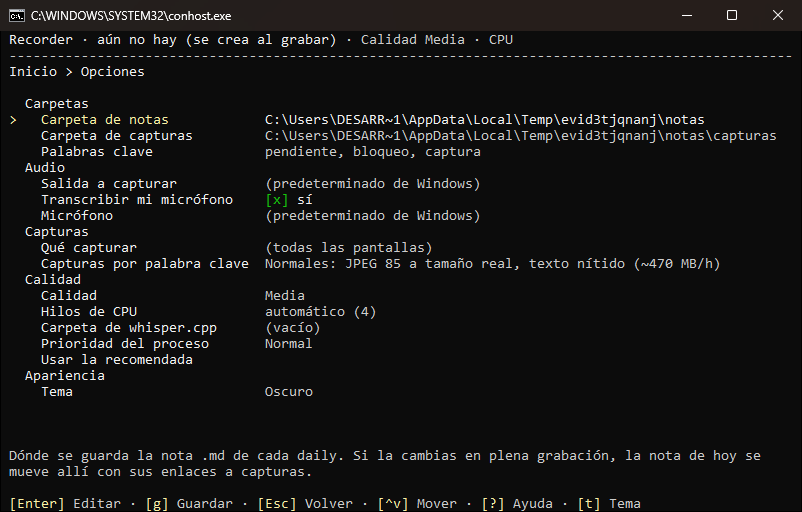 C:\WINDOWS\SYSTEM32\conhost.exe
Recorder · aún no hay (se crea al grabar) · Calidad Media · CPU
Inicio > Opciones
Carpetas
> Carpeta de notas C:\Users\DESARR~1\AppData\Local\Temp\evid3tjqnanj\notas
Carpeta de capturas C:\Users\DESARR~1\AppData\Local\Temp\evid3tjqnanj\notas\capturas
Palabras clave pendiente, bloqueo, captura
Audio
Salida a capturar (predeterminado de Windows)
Transcribir mi micrófono [x] sí
Micrófono (predeterminado de Windows)
Capturas
Qué capturar (todas las pantallas)
Capturas por palabra clave Normales: JPEG 85 a tamaño real, texto nítido (~470 MB/h)
Calidad
Calidad Media
Hilos de CPU automático (4)
Carpeta de whisper.cpp (vacío)
Prioridad del proceso Normal
Usar la recomendada
Apariencia
Tema Oscuro
Dónde se guarda la nota .md de cada daily. Si la cambias en plena grabación, la nota de hoy se
mueve allí con sus enlaces a capturas.
[Enter] Editar · [g] Guardar · [Esc] Volver · [^v] Mover · [?] Ayuda · [t] Tema